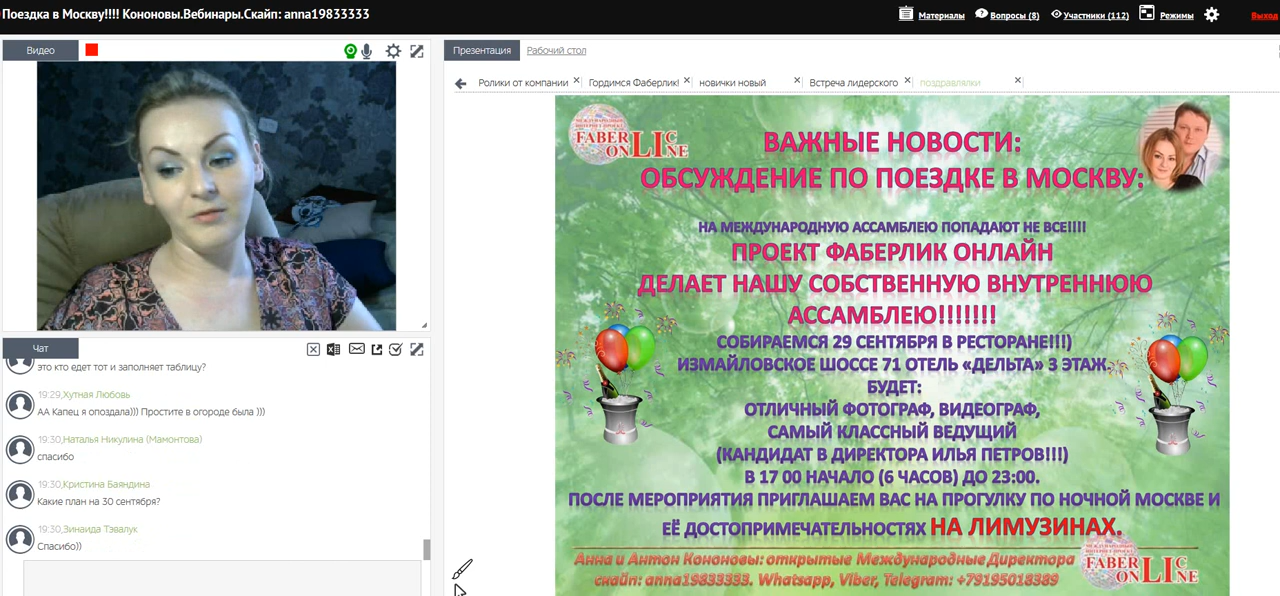 Поездка в Москву!!!! Кононовы.Вебинары.Скайп: anna19833333
Материалы
Вопросы (8)
Участники (112)
Режимы
Выход
Видео
Презентация
Рабочий стол
Ролики от компании
Гордимся Фаберлик!
новички новый
Встреча лидерского
поздравлялки
FABERLIC
ONLINE
ВАЖНЫЕ НОВОСТИ:
ОБСУЖДЕНИЕ ПО ПОЕЗДКЕ В МОСКВУ:
НА МЕЖДУНАРОДНУЮ АССАМБЛЕЮ ПОПАДАЮТ НЕ ВСЕ!!!!
ПРОЕКТ ФАБЕРЛИК ОНЛАЙН
ДЕЛАЕТ НАШУ СОБСТВЕННУЮ ВНУТРЕННЮЮ
АССАМБЛЕЮ!!!!!!!
СОБИРАЕМСЯ 29 СЕНТЯБРЯ В РЕСТОРАНЕ!!!)
ИЗМАЙЛОВСКОЕ ШОССЕ 71 ОТЕЛЬ «ДЕЛЬТА» 3 ЭТАЖ.
БУДЕТ:
ОТЛИЧНЫЙ ФОТОГРАФ, ВИДЕОГРАФ,
САМЫЙ КЛАССНЫЙ ВЕДУЩИЙ
(КАНДИДАТ В ДИРЕКТОРА ИЛЬЯ ПЕТРОВ!!!)
В 17 00 НАЧАЛО (6 ЧАСОВ) ДО 23:00.
ПОСЛЕ МЕРОПРИЯТИЯ ПРИГЛАШАЕМ ВАС НА ПРОГУЛКУ ПО НОЧНОЙ МОСКВЕ И
ЕЁ ДОСТОПРИМЕЧАТЕЛЬНОСТЯХ НА ЛИМУЗИНАХ.
Анна и Антон Кононовы: открытые Международные Директора
скайп: anna19833333. Whatsapp, Viber, Telegram: +79195018389
FABERLIC
ONLINE
Чат
это кто едет тот и заполняет таблицу?
19:29,Хутная Любовь
АА Капец я опоздала))) Простите в огороде была )))
19:30,Наталья Никулина (Мамонтова)
спасибо
19:30,Кристина Баяндина
Какие план на 30 сентября?
19:30,Зинаида Тэвалук
Спасибо))